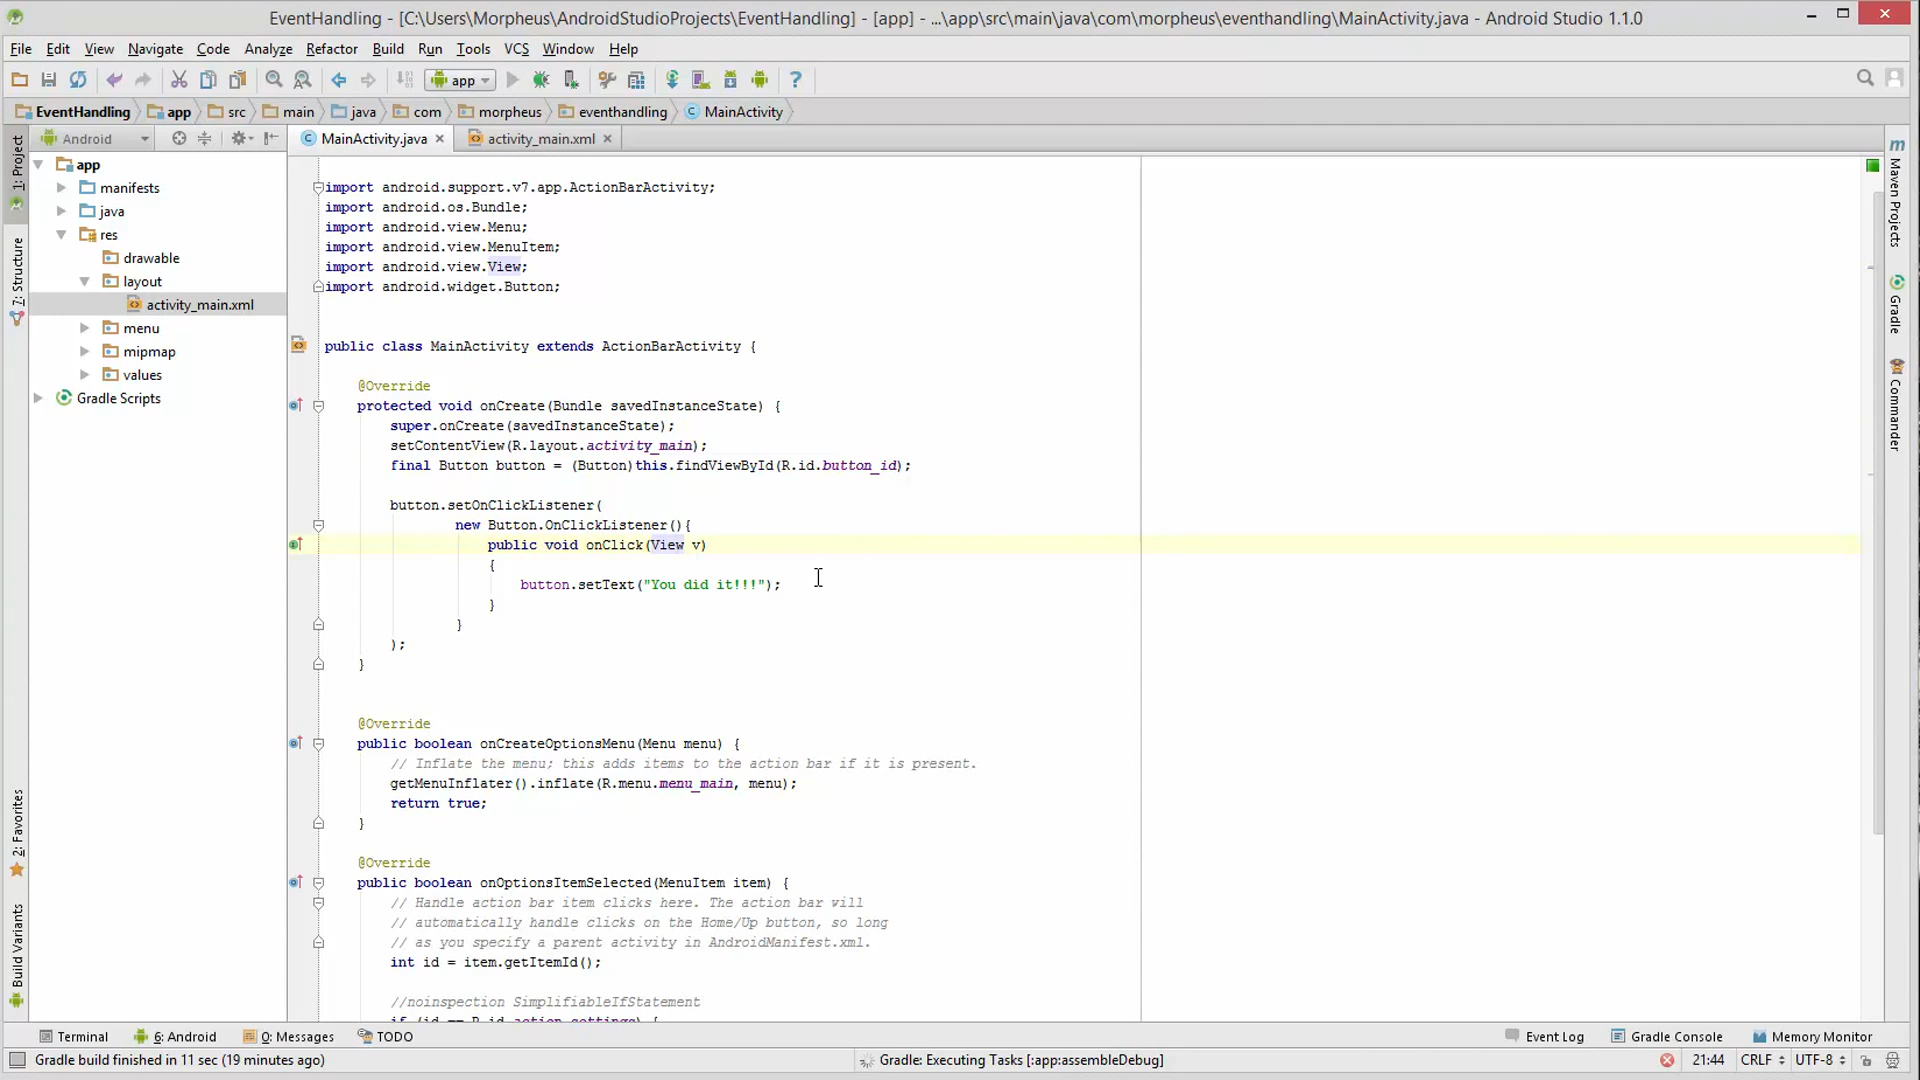 EventHandling - [C:\Users\Morpheus\AndroidStudioProjects\EventHandling] - [app] - ...\app\src\main\java\com\morpheus\eventhandling\MainActivity.java - Android Studio 1.1.0
File Edit View Navigate Code Analyze Refactor Build Run Tools VCS Window Help
app
EventHandling app src main java com morpheus eventhandling MainActivity
Android
MainActivity.java activity_main.xml
1: Project
7: Structure
2: Favorites
Build Variants
app
manifests
java
res
drawable
layout
activity_main.xml
menu
mipmap
values
Gradle Scripts
import android.support.v7.app.ActionBarActivity;
import android.os.Bundle;
import android.view.Menu;
import android.view.MenuItem;
import android.view.View;
import android.widget.Button;
public class MainActivity extends ActionBarActivity {
@Override
protected void onCreate(Bundle savedInstanceState) {
super.onCreate(savedInstanceState);
setContentView(R.layout.activity_main);
final Button button = (Button)this.findViewById(R.id.button_id);
button.setOnClickListener(
new Button.OnClickListener(){
public void onClick(View v)
{
button.setText("You did it!!!");
}
}
);
}
@Override
public boolean onCreateOptionsMenu(Menu menu) {
// Inflate the menu; this adds items to the action bar if it is present.
getMenuInflater().inflate(R.menu.menu_main, menu);
return true;
}
@Override
public boolean onOptionsItemSelected(MenuItem item) {
// Handle action bar item clicks here. The action bar will
// automatically handle clicks on the Home/Up button, so long
// as you specify a parent activity in AndroidManifest.xml.
int id = item.getItemId();
//noinspection SimplifiableIfStatement
if (id == R.id.action_settings) {
m
Maven Projects
Gradle
Commander
Terminal 6: Android 0: Messages TODO Event Log Gradle Console Memory Monitor
Gradle build finished in 11 sec (19 minutes ago) Gradle: Executing Tasks [:app:assembleDebug] 21:44 CRLF UTF-8